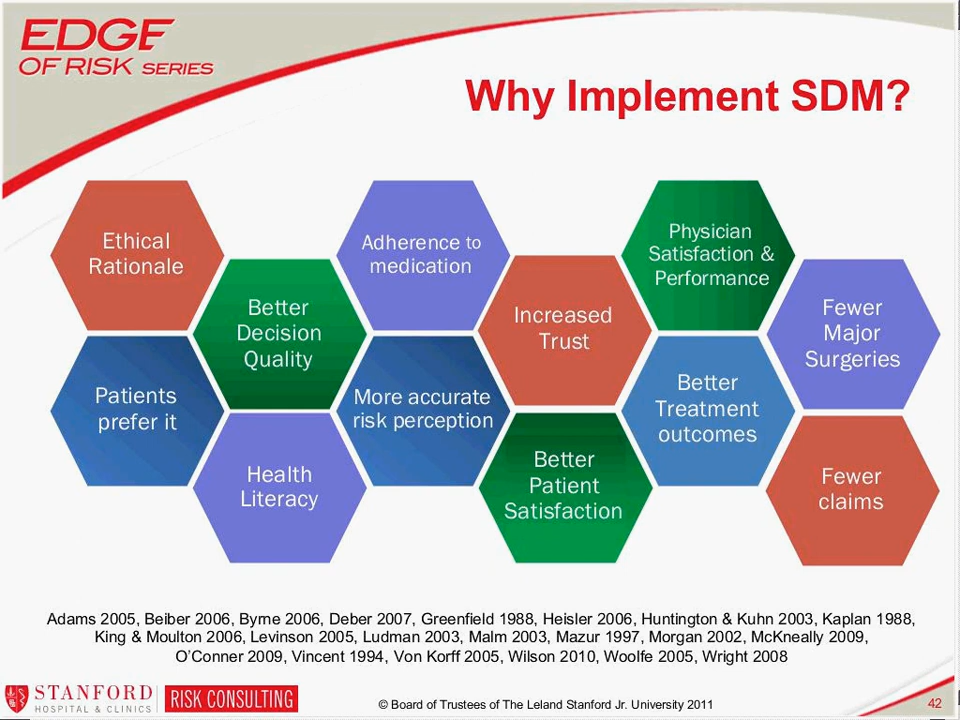 EDGE
OF RISK SERIES
Why Implement SDM?
Ethical
Rationale
Adherence to
medication
Physician
Satisfaction &
Performance
Better
Decision
Quality
Increased
Trust
Fewer
Major
Surgeries
Patients
prefer it
More accurate
risk perception
Better
Treatment
outcomes
Health
Literacy
Better
Patient
Satisfaction
Fewer
claims
Adams 2005, Beiber 2006, Byrne 2006, Deber 2007, Greenfield 1988, Heisler 2006, Huntington & Kuhn 2003, Kaplan 1988,
King & Moulton 2006, Levinson 2005, Ludman 2003, Malm 2003, Mazur 1997, Morgan 2002, McKneally 2009,
O’Conner 2009, Vincent 1994, Von Korff 2005, Wilson 2010, Woolfe 2005, Wright 2008
STANFORD
HOSPITAL & CLINICS
RISK CONSULTING
© Board of Trustees of The Leland Stanford Jr. University 2011
42